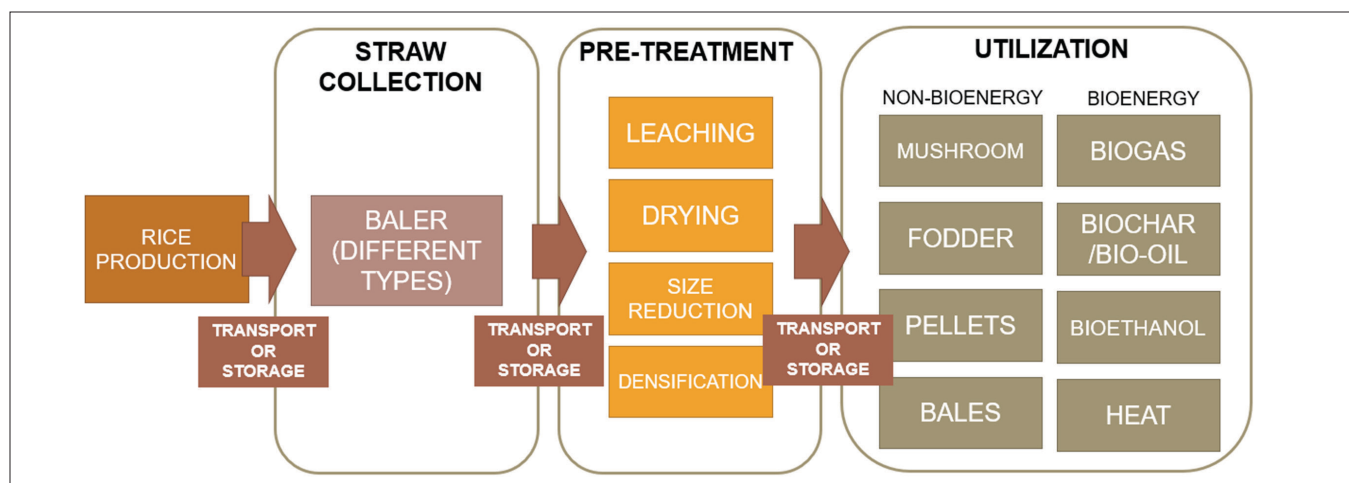 STRAW
COLLECTION
PRE-TREATMENT
UTILIZATION
NON-BIOENERGY
BIOENERGY
RICE
PRODUCTION
TRANSPORT
OR
STORAGE
BALER
(DIFFERENT
TYPES)
TRANSPORT
OR
STORAGE
LEACHING
DRYING
SIZE
REDUCTION
DENSIFICATION
TRANSPORT
OR
STORAGE
MUSHROOM
FODDER
PELLETS
BALES
BIOGAS
BIOCHAR
/BIO-OIL
BIOETHANOL
HEAT